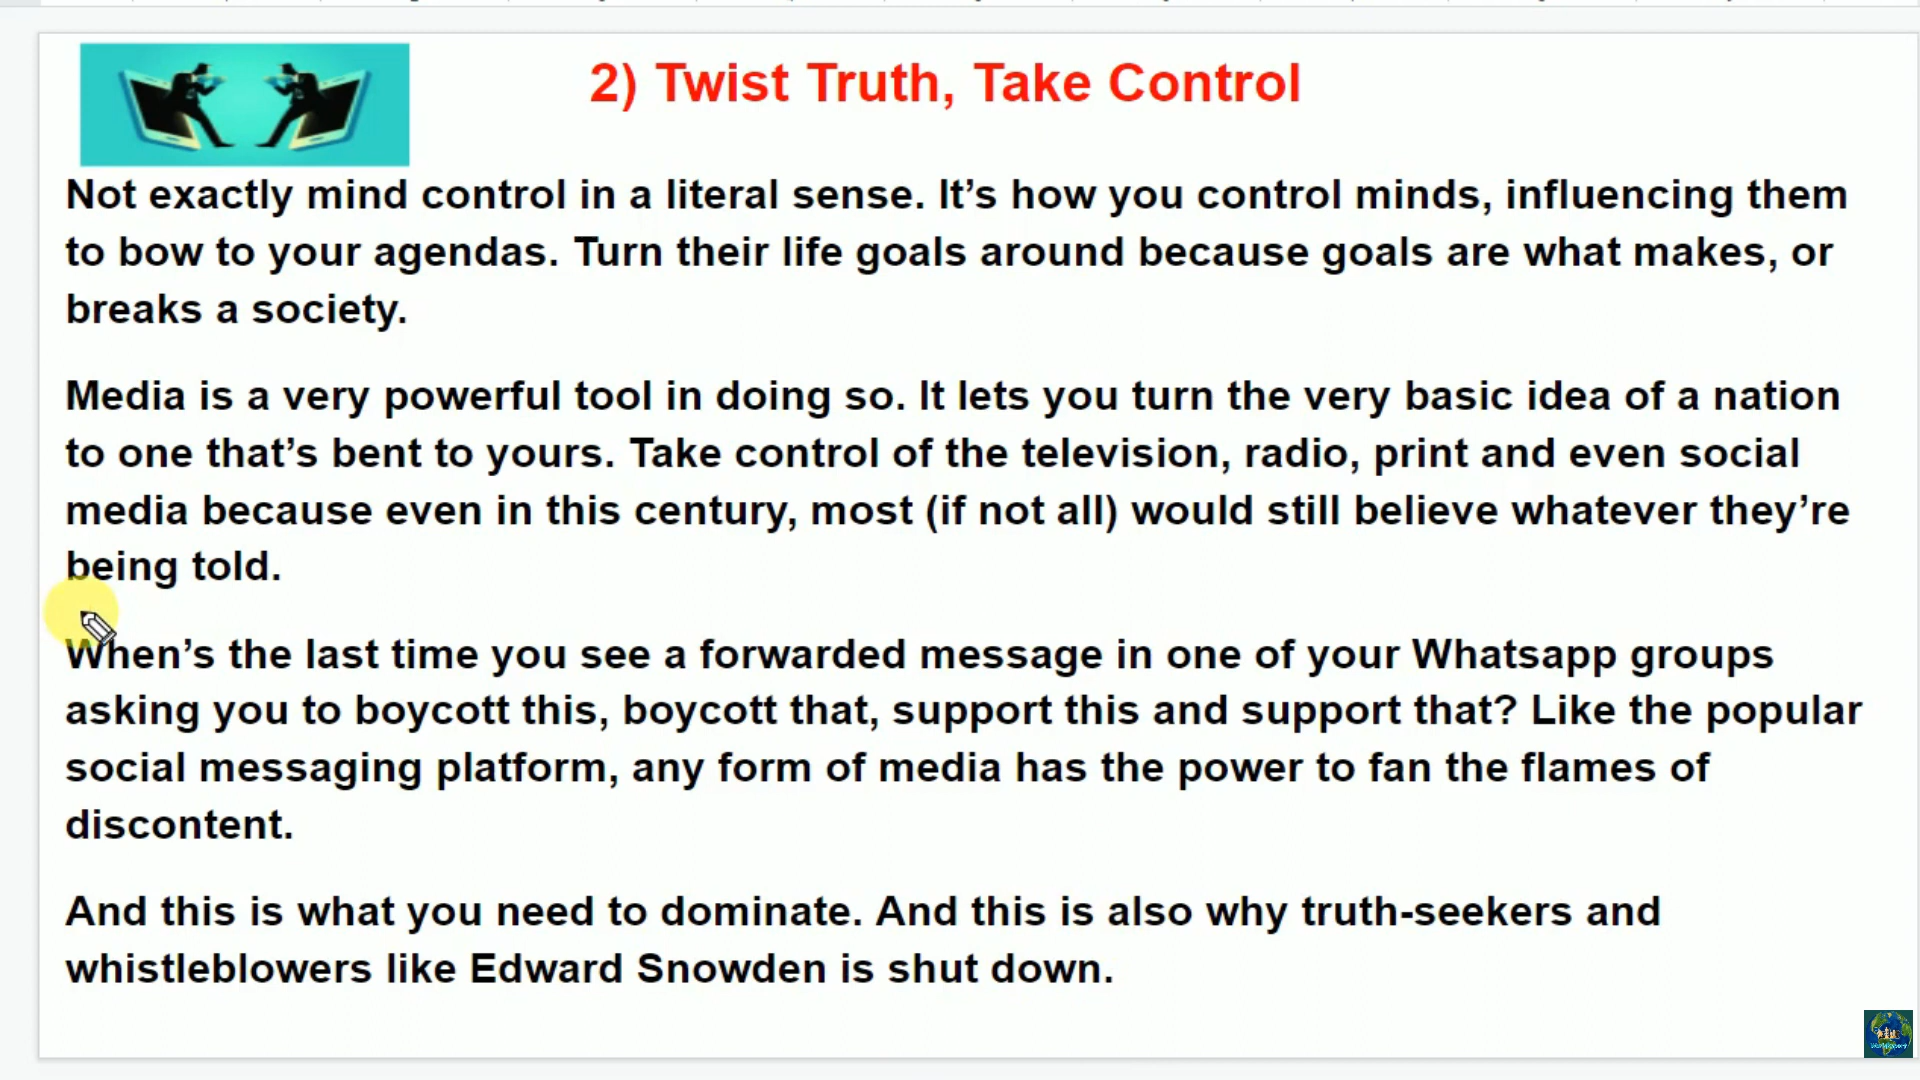 2) Twist Truth, Take Control
Not exactly mind control in a literal sense. It’s how you control minds, influencing them
to bow to your agendas. Turn their life goals around because goals are what makes, or
breaks a society.
Media is a very powerful tool in doing so. It lets you turn the very basic idea of a nation
to one that’s bent to yours. Take control of the television, radio, print and even social
media because even in this century, most (if not all) would still believe whatever they’re
being told.
When’s the last time you see a forwarded message in one of your Whatsapp groups
asking you to boycott this, boycott that, support this and support that? Like the popular
social messaging platform, any form of media has the power to fan the flames of
discontent.
And this is what you need to dominate. And this is also why truth-seekers and
whistleblowers like Edward Snowden is shut down.